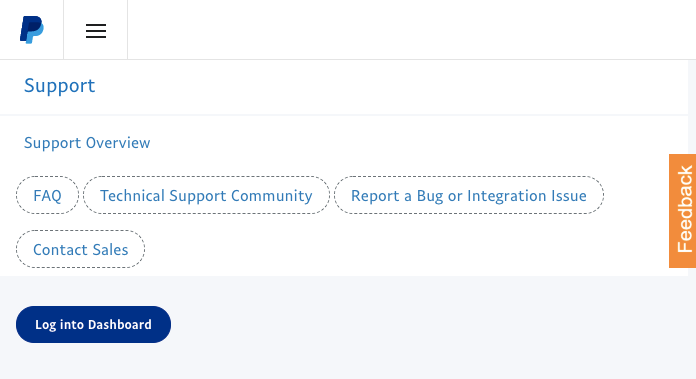 Support
Support Overview
FAQ Technical Support Community Report a Bug or Integration Issue
Contact Sales
Log into Dashboard
Feedback